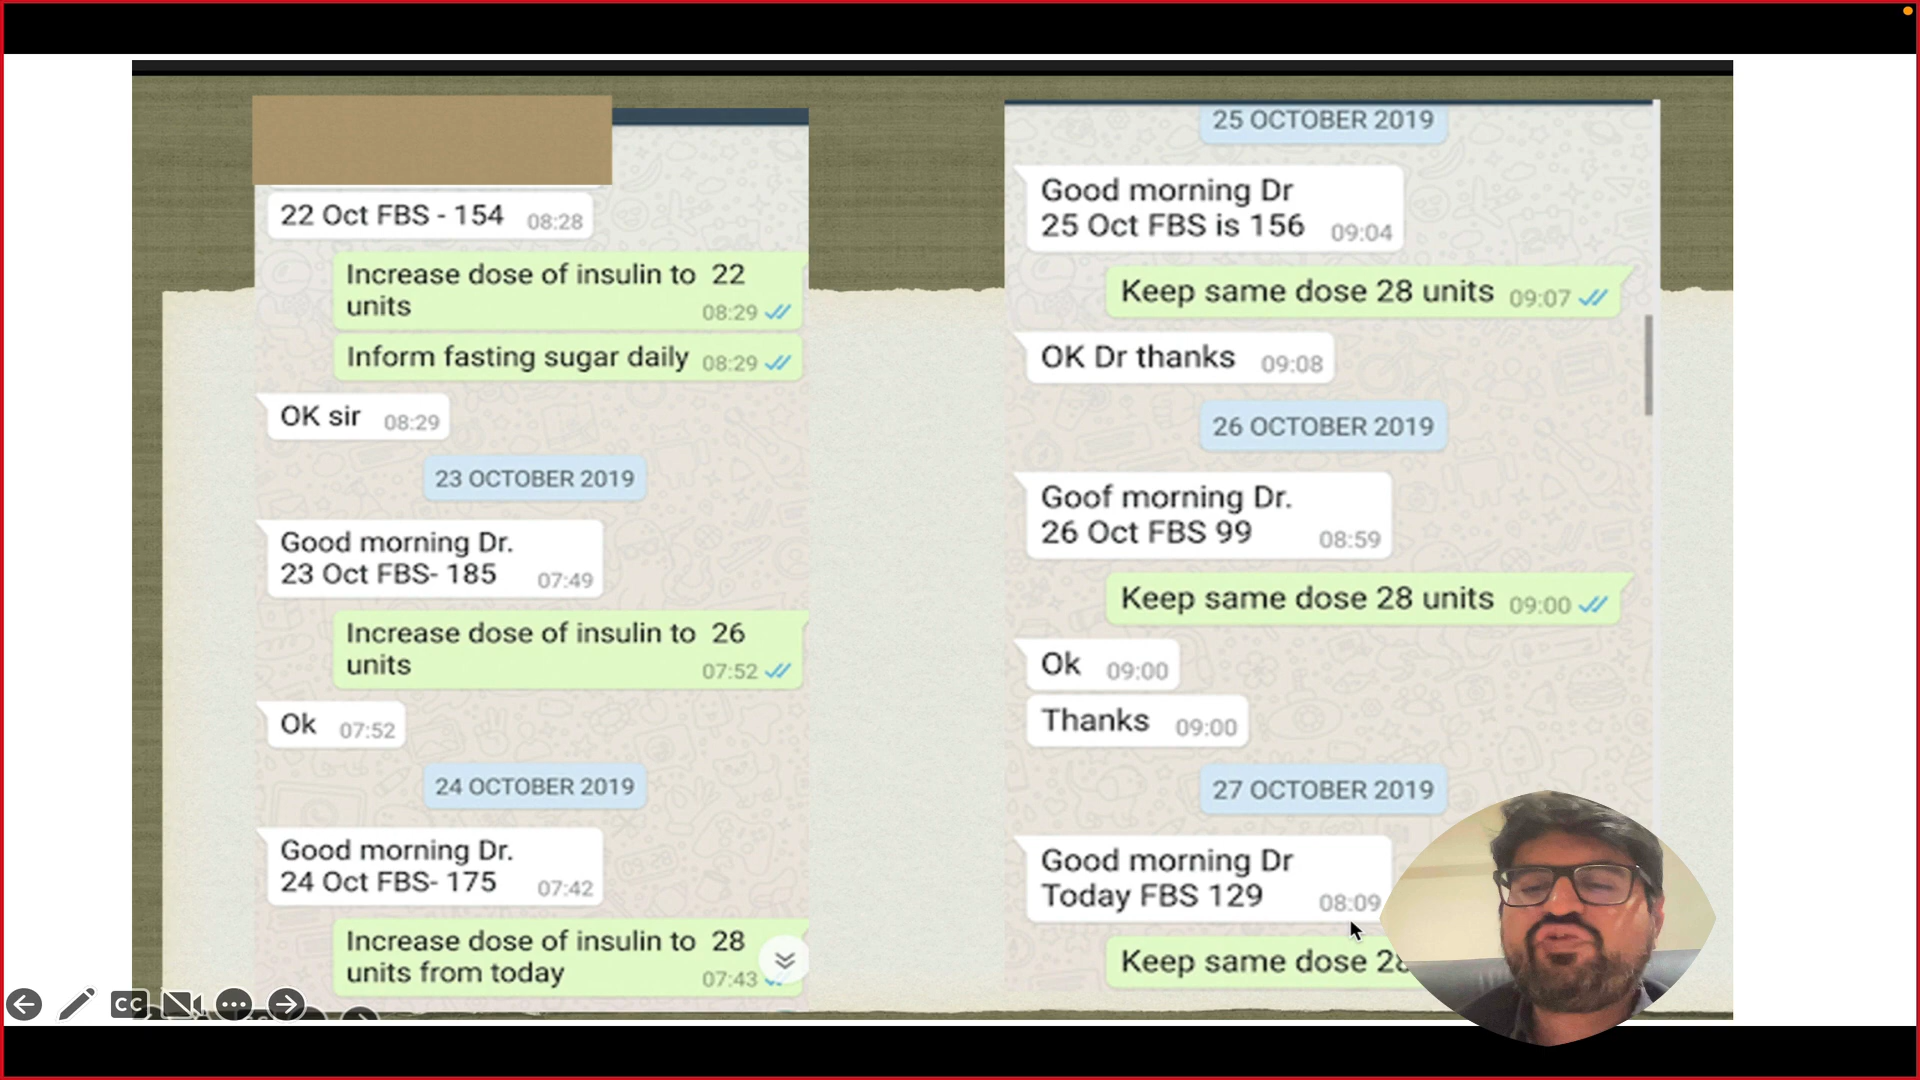 22 Oct FBS - 154 08:28
Increase dose of insulin to 22
units 08:29
Inform fasting sugar daily 08:29
OK sir 08:29
23 OCTOBER 2019
Good morning Dr.
23 Oct FBS- 185 07:49
Increase dose of insulin to 26
units 07:52
Ok 07:52
24 OCTOBER 2019
Good morning Dr.
24 Oct FBS- 175 07:42
Increase dose of insulin to 28
units from today 07:43
25 OCTOBER 2019
Good morning Dr
25 Oct FBS is 156 09:04
Keep same dose 28 units 09:07
OK Dr thanks 09:08
26 OCTOBER 2019
Goof morning Dr.
26 Oct FBS 99 08:59
Keep same dose 28 units 09:00
Ok 09:00
Thanks 09:00
27 OCTOBER 2019
Good morning Dr
Today FBS 129 08:09
Keep same dose 28
CC